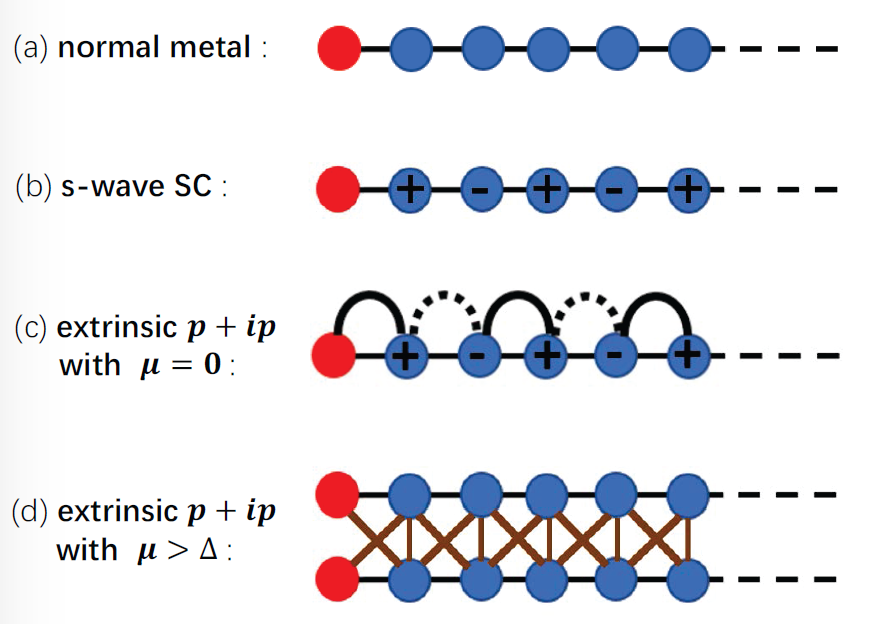 (a) normal metal :
(b) s-wave SC :
+ - + - +
(c) extrinsic p + ip
with μ = 0 :
+ - + - +
(d) extrinsic p + ip
with μ > Δ :